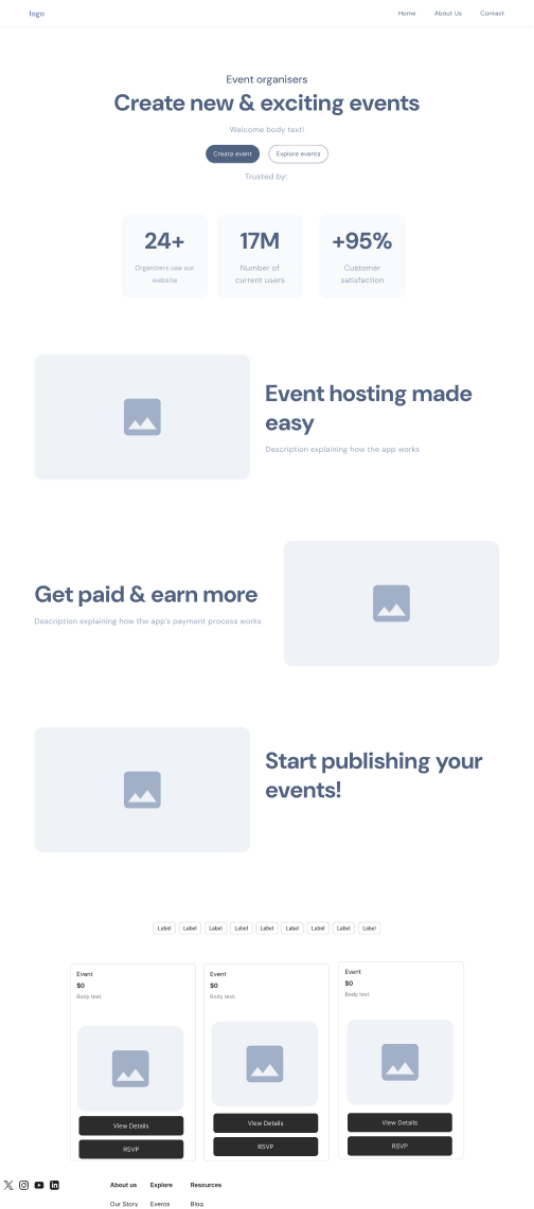 logo
Home About Us Contact
Event organisers
Create new & exciting events
Welcome body text!
Create event Explore events
Trusted by:
24+ 17M +95%
Organizers use our Number of Customer
website current users satisfaction
Event hosting made
easy
Description explaining how the app works
Get paid & earn more
Description explaining how the app's payment process works
Start publishing your
events!
Label Label Label Label Label Label Label Label Label
Event Event Event
$0 $0 $0
Body text. Body text. Body text.
View Details View Details View Details
RSVP RSVP RSVP
About us Explore Resources
Our Story Events Blog